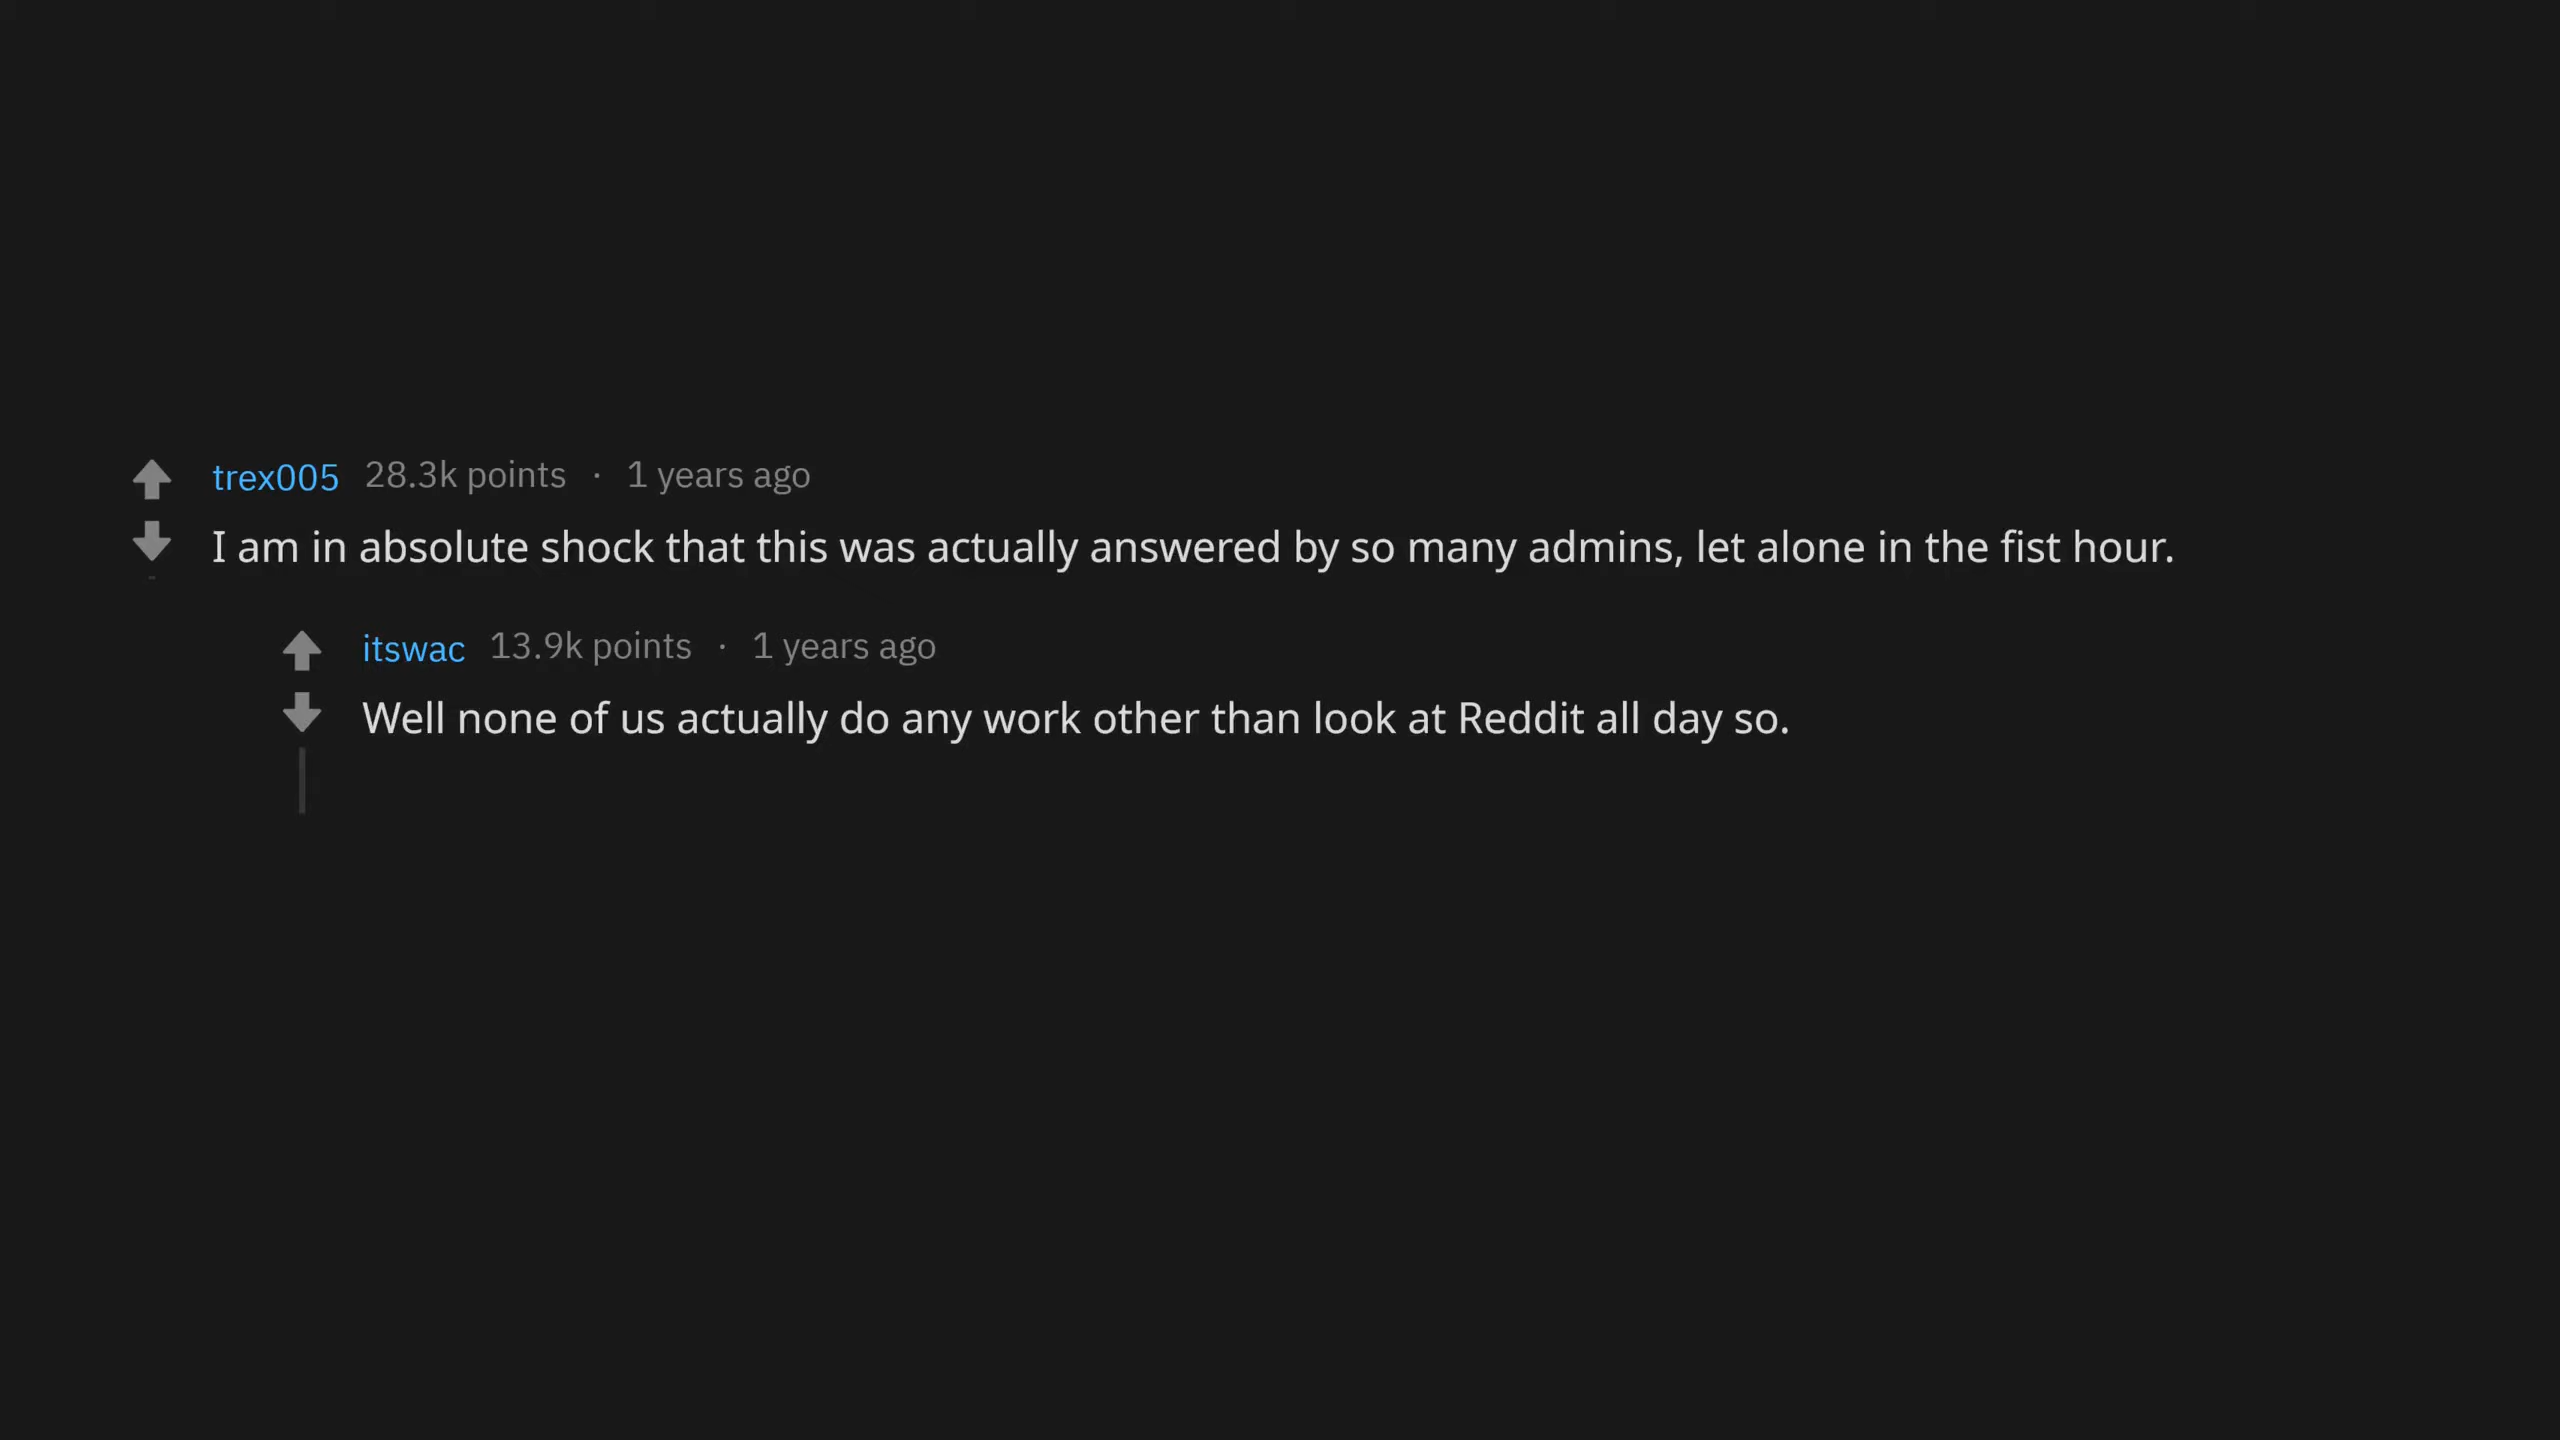 trex005 28.3k points · 1 years ago
I am in absolute shock that this was actually answered by so many admins, let alone in the fist hour.
itswac 13.9k points · 1 years ago
Well none of us actually do any work other than look at Reddit all day so.